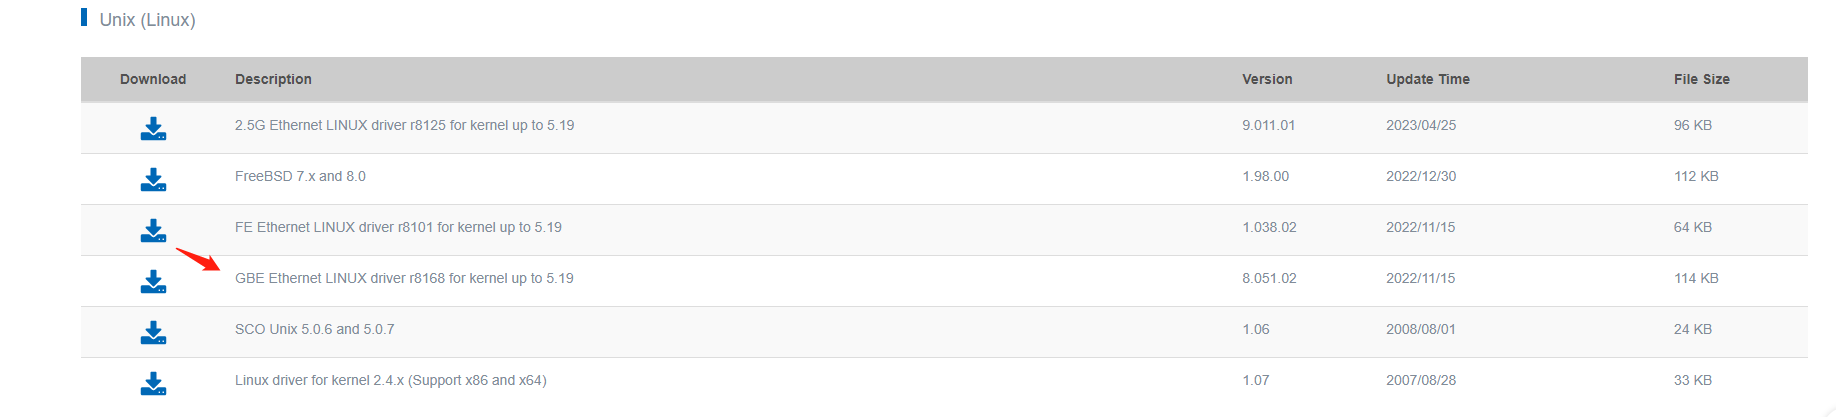 Unix (Linux)
Download Description Version Update Time File Size
2.5G Ethernet LINUX driver r8125 for kernel up to 5.19 9.011.01 2023/04/25 96 KB
FreeBSD 7.x and 8.0 1.98.00 2022/12/30 112 KB
FE Ethernet LINUX driver r8101 for kernel up to 5.19 1.038.02 2022/11/15 64 KB
GBE Ethernet LINUX driver r8168 for kernel up to 5.19 8.051.02 2022/11/15 114 KB
SCO Unix 5.0.6 and 5.0.7 1.06 2008/08/01 24 KB
Linux driver for kernel 2.4.x (Support x86 and x64) 1.07 2007/08/28 33 KB